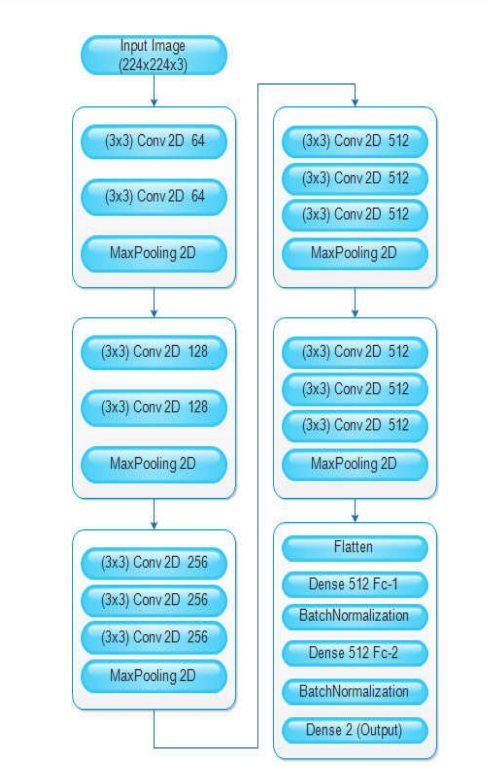 Input Image
(224x224x3)
(3x3) Conv 2D 64
(3x3) Conv 2D 64
MaxPooling 2D
(3x3) Conv 2D 128
(3x3) Conv 2D 128
MaxPooling 2D
(3x3) Conv 2D 256
(3x3) Conv 2D 256
(3x3) Conv 2D 256
MaxPooling 2D
(3x3) Conv 2D 512
(3x3) Conv 2D 512
(3x3) Conv 2D 512
MaxPooling 2D
(3x3) Conv 2D 512
(3x3) Conv 2D 512
(3x3) Conv 2D 512
MaxPooling 2D
Flatten
Dense 512 Fc-1
BatchNormalization
Dense 512 Fc-2
BatchNormalization
Dense 2 (Output)